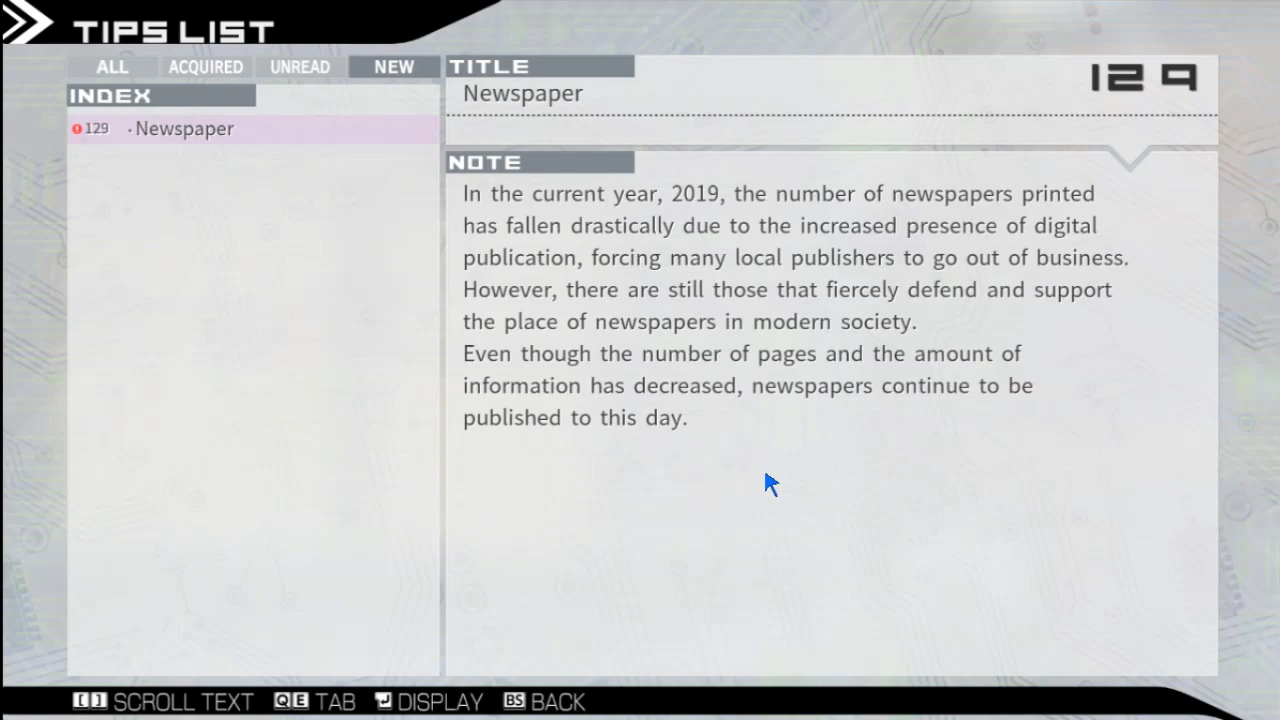 TIPS LIST
ALL ACQUIRED UNREAD NEW
INDEX
129 ・Newspaper
TITLE
129
Newspaper
NOTE
In the current year, 2019, the number of newspapers printed
has fallen drastically due to the increased presence of digital
publication, forcing many local publishers to go out of business.
However, there are still those that fiercely defend and support
the place of newspapers in modern society.
Even though the number of pages and the amount of
information has decreased, newspapers continue to be
published to this day.
[ ] SCROLL TEXT Q E TAB DISPLAY BS BACK